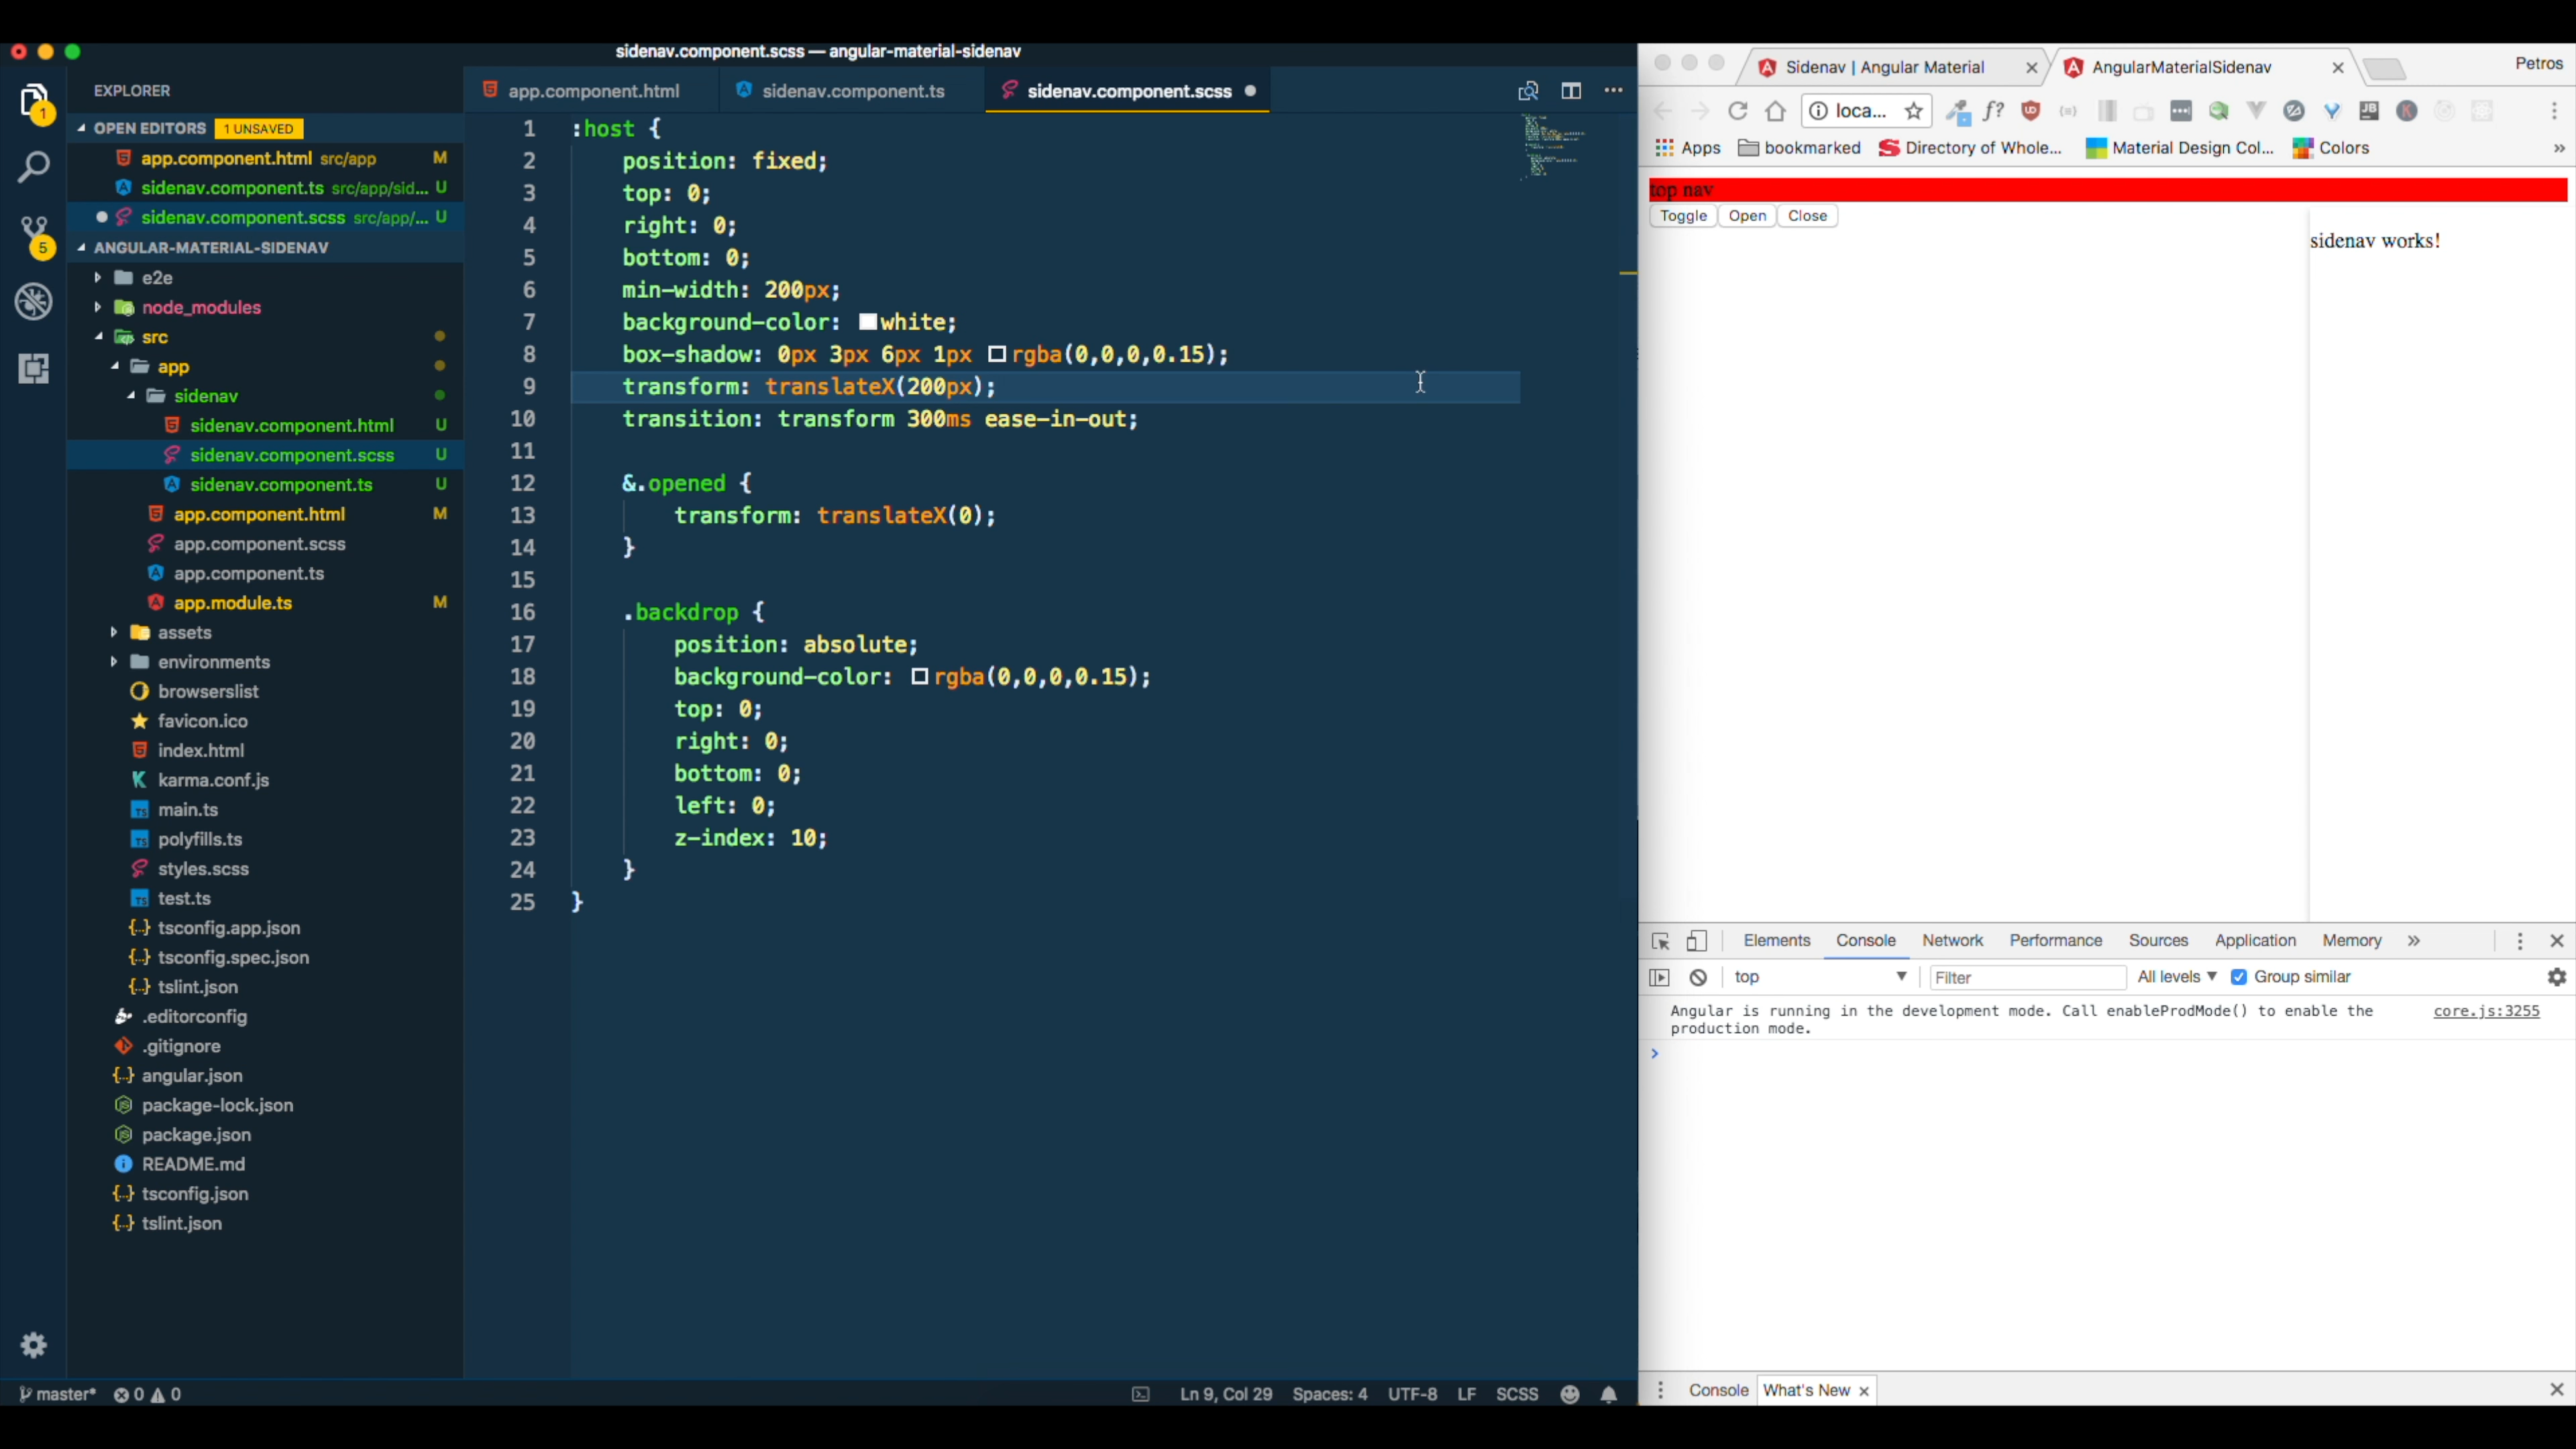 sidenav.component.scss — angular-material-sidenav
EXPLORER
OPEN EDITORS 1 UNSAVED
app.component.html src/app M
sidenav.component.ts src/app/sid... U
sidenav.component.scss src/app/... U
ANGULAR-MATERIAL-SIDENAV
e2e
node_modules
src
app
sidenav
sidenav.component.html U
sidenav.component.scss U
sidenav.component.ts U
app.component.html M
app.component.scss
app.component.ts
app.module.ts M
assets
environments
browserslist
favicon.ico
index.html
karma.conf.js
main.ts
polyfills.ts
styles.scss
test.ts
tsconfig.app.json
tsconfig.spec.json
tslint.json
.editorconfig
.gitignore
angular.json
package-lock.json
package.json
README.md
tsconfig.json
tslint.json
1
5
app.component.html
sidenav.component.ts
sidenav.component.scss
1 :host {
2 position: fixed;
3 top: 0;
4 right: 0;
5 bottom: 0;
6 min-width: 200px;
7 background-color: white;
8 box-shadow: 0px 3px 6px 1px rgba(0,0,0,0.15);
9 transform: translateX(200px);
10 transition: transform 300ms ease-in-out;
11
12 &.opened {
13 transform: translateX(0);
14 }
15
16 .backdrop {
17 position: absolute;
18 background-color: rgba(0,0,0,0.15);
19 top: 0;
20 right: 0;
21 bottom: 0;
22 left: 0;
23 z-index: 10;
24 }
25 }
master* 0 0
Ln 9, Col 29 Spaces: 4 UTF-8 LF SCSS
Sidenav | Angular Material
AngularMaterialSidenav
Petros
loca...
f?
Apps bookmarked Directory of Whole... Material Design Col... Colors »
top nav
Toggle Open Close
sidenav works!
Elements Console Network Performance Sources Application Memory »
top Filter All levels Group similar
Angular is running in the development mode. Call enableProdMode() to enable the core.js:3255
production mode.
Console What's New